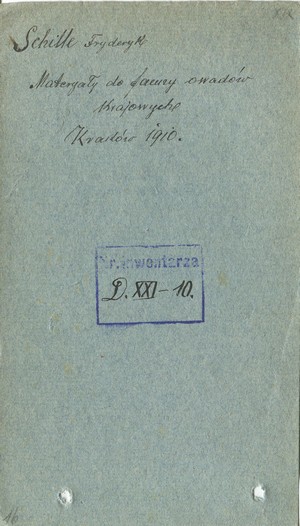 Schille Fryderyk
Materyały do fauny owadów
Krajowych
Kraków 1910.
Nr. inwentarza
D. XXI – 10.